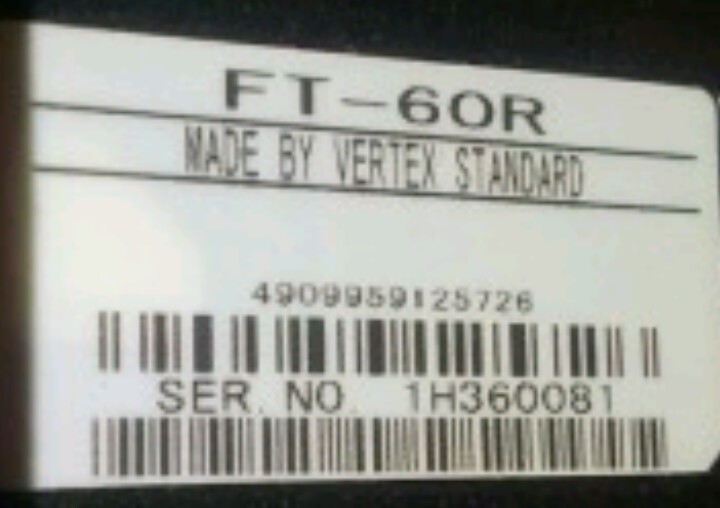 FT-60R
MADE BY VERTEX STANDARD
4909959125726
SER. NO. 1H360081